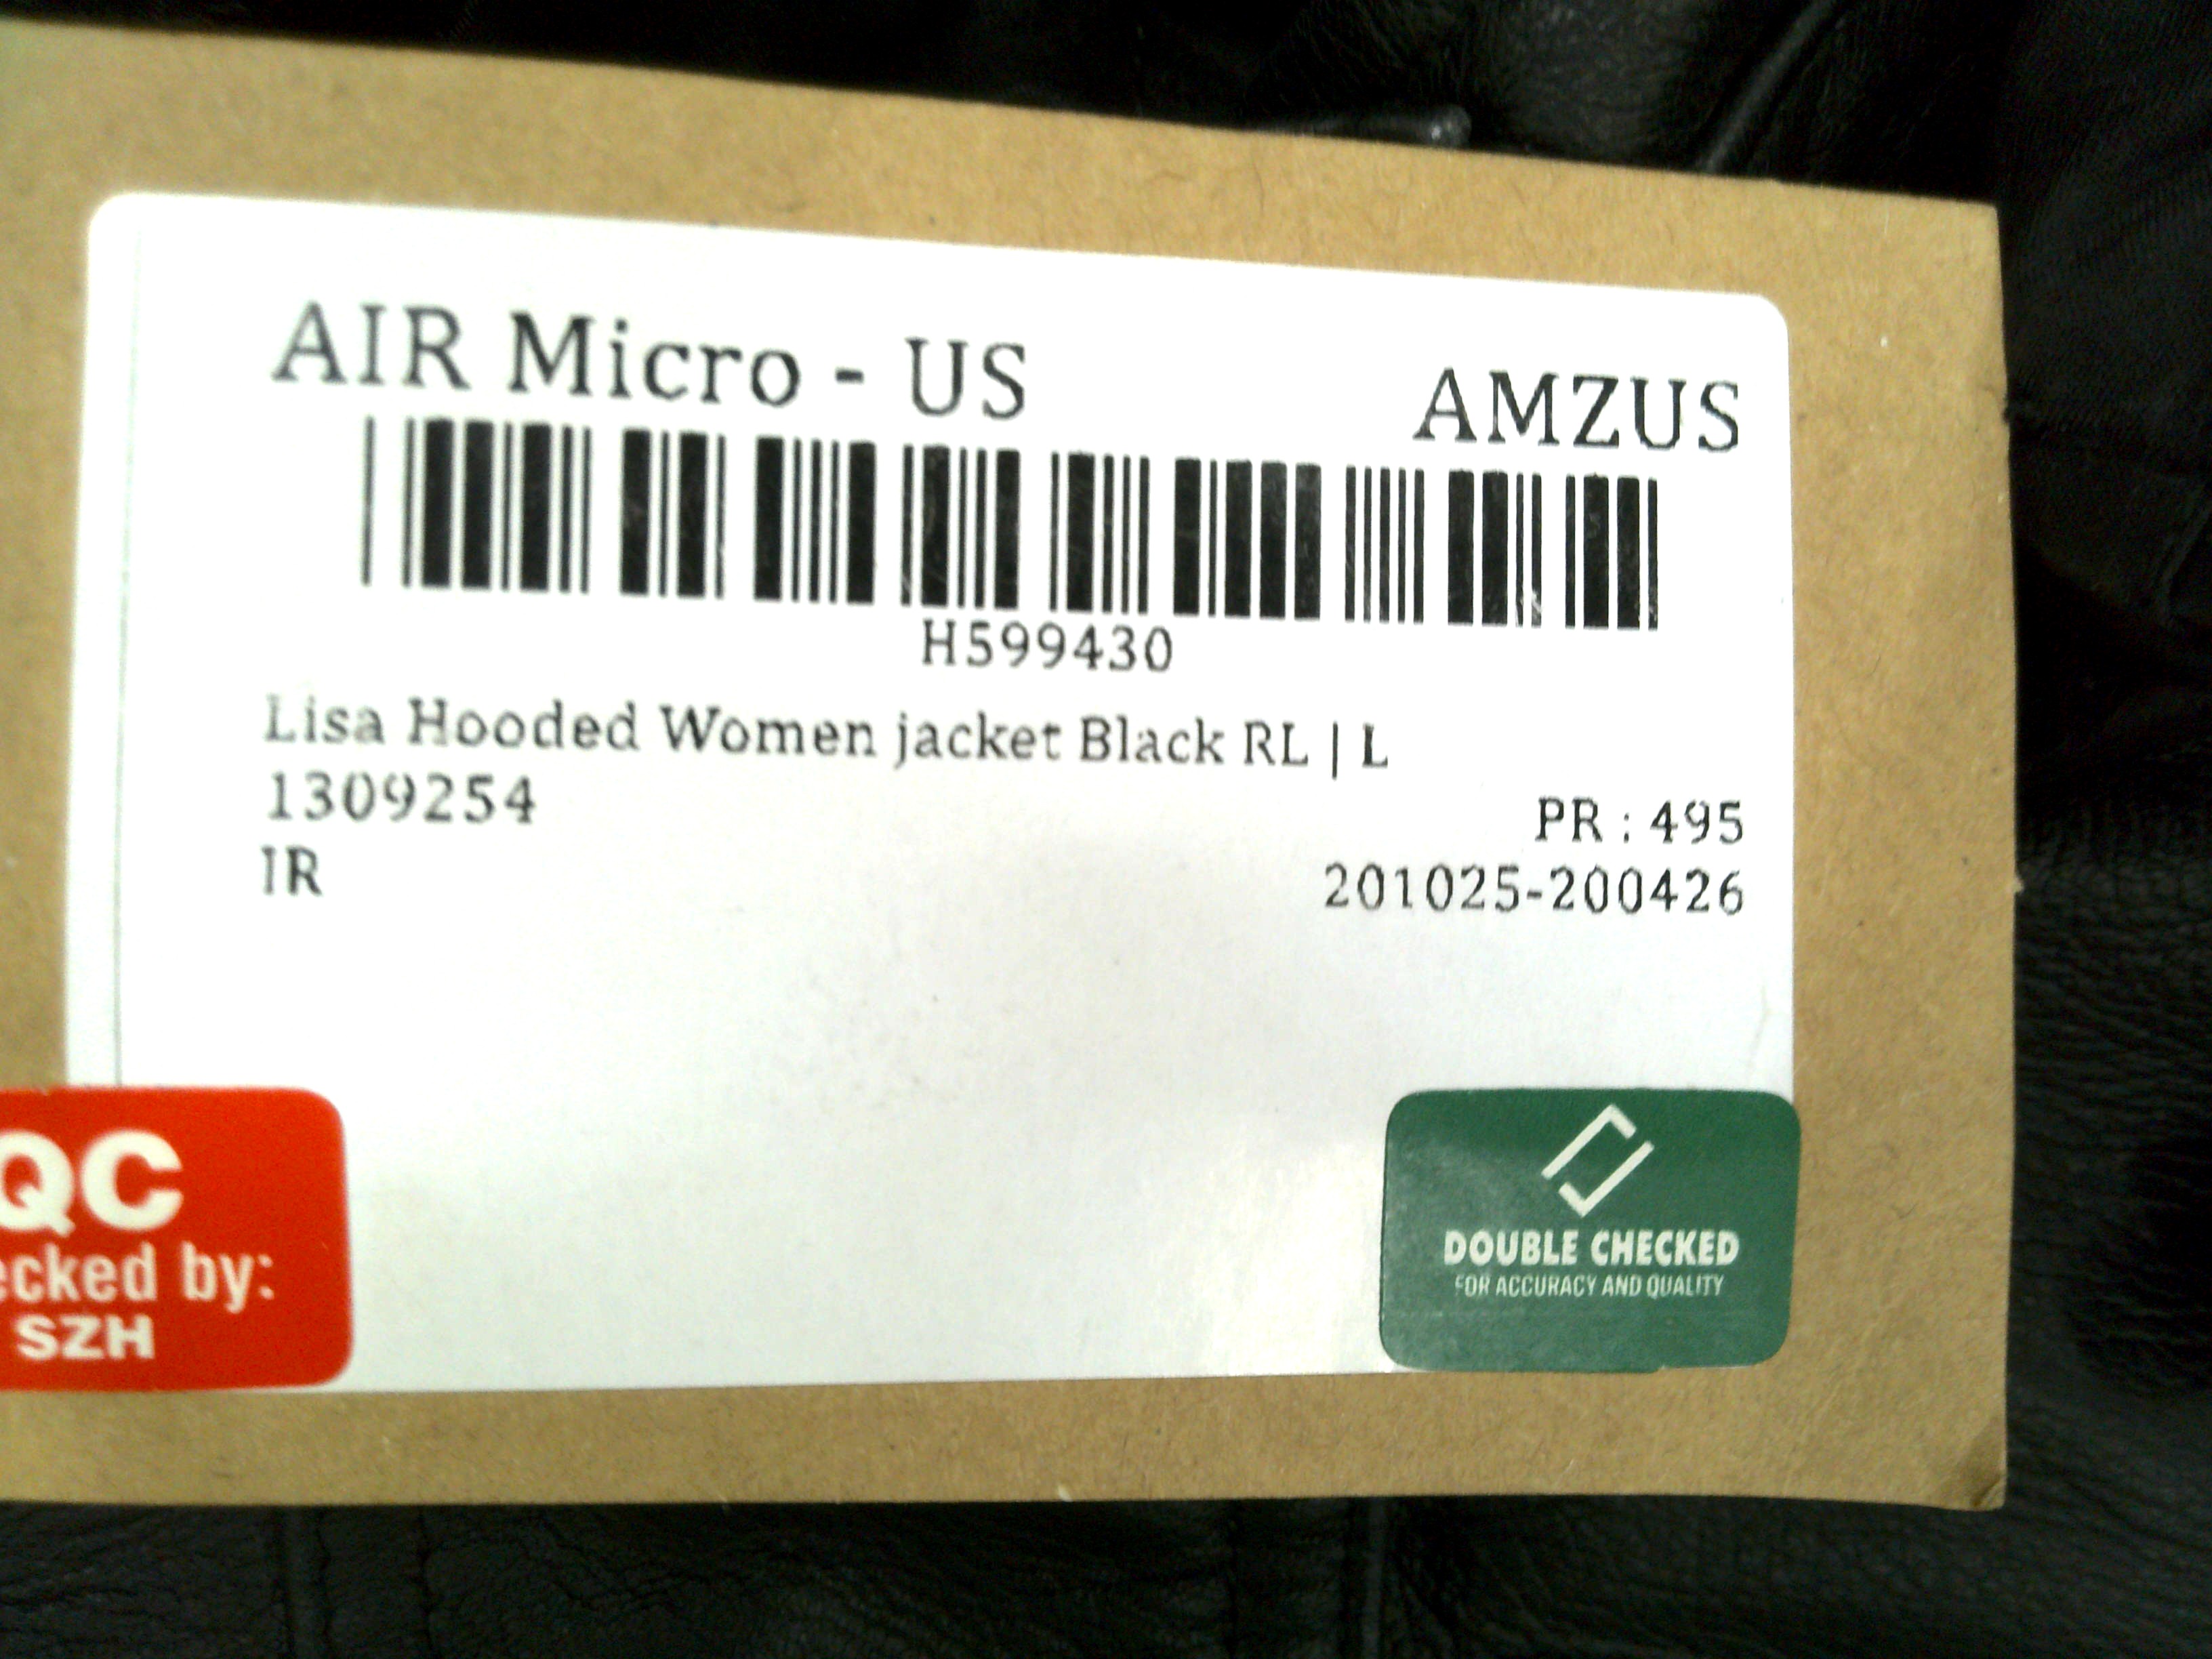 AIR Micro - US
AMZUS
H599430
Lisa Hooded Women jacket Black RL | L
1309254
PR : 495
IR
201025-200426
QC
ecked by:
SZH
DOUBLE CHECKED
FOR ACCURACY AND QUALITY